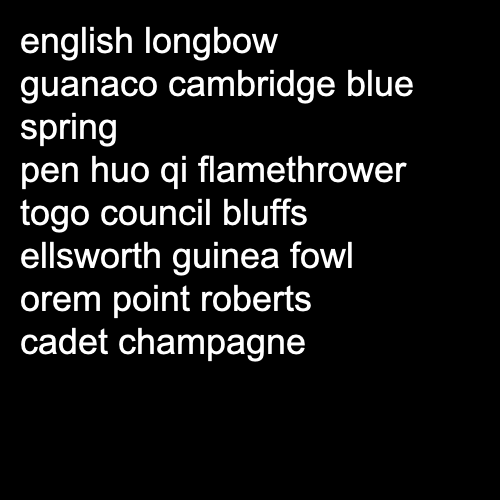 english longbow
guanaco cambridge blue
spring
pen huo qi flamethrower
togo council bluffs
ellsworth guinea fowl
orem point roberts
cadet champagne